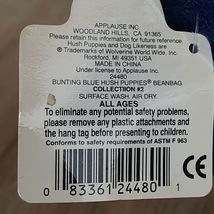 APPLAUSE INC.
WOODLAND HILLS, CA 91365
Please retain this information for future reference.
Hush Puppies and Dog Likeness are
® Trademarks of Wolverine World Wide, Inc.
Rockford, MI 49351 USA
MADE IN CHINA
Under license to Applause Inc.
24480
BUNTING BLUE HUSH PUPPIES® BEANBAG
COLLECTION #2
SURFACE WASH. AIR DRY.
ALL AGES
To eliminate any potential safety problems,
please remove any plastic attachments and
the hang tag before presenting to children.
Conforms to safety requirements of ASTM F 963
CE
0 83361 24480 1